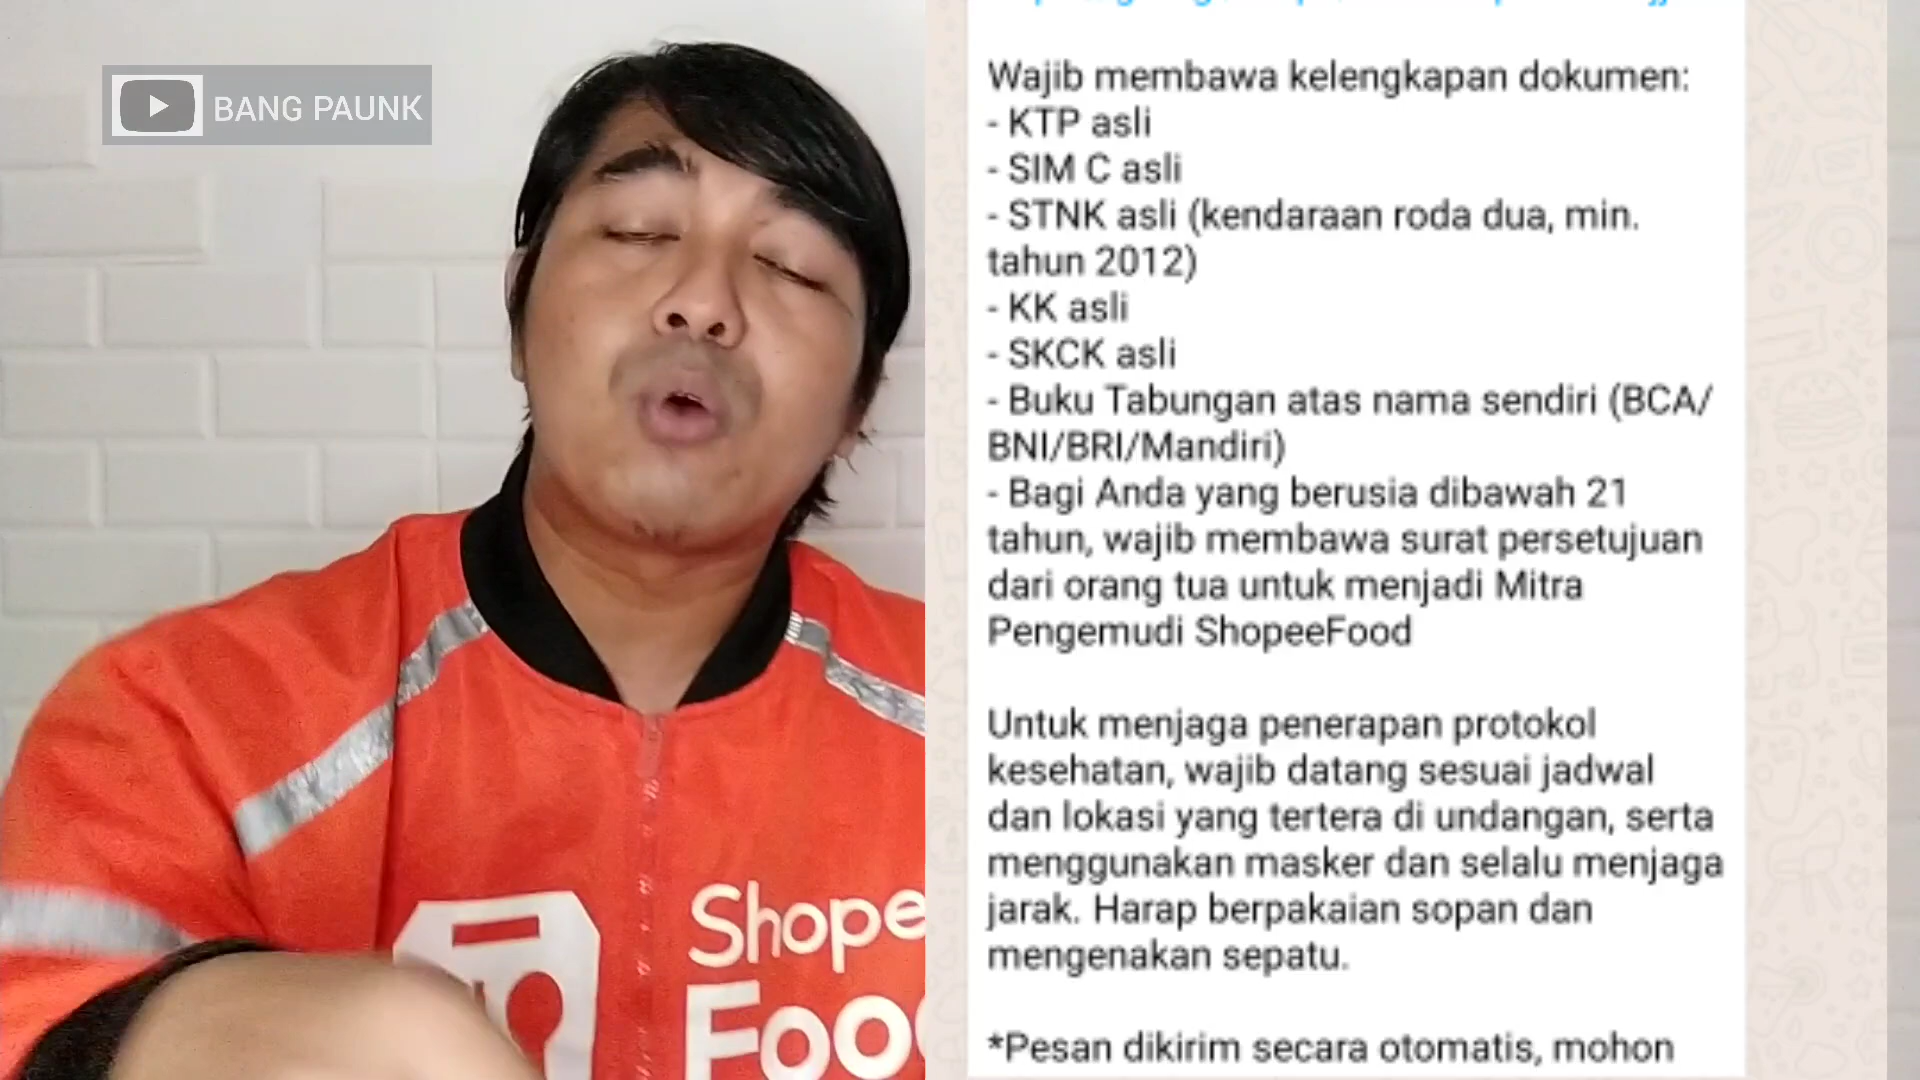 BANG PAUNK
Wajib membawa kelengkapan dokumen:
- KTP asli
- SIM C asli
- STNK asli (kendaraan roda dua, min.
tahun 2012)
- KK asli
- SKCK asli
- Buku Tabungan atas nama sendiri (BCA/
BNI/BRI/Mandiri)
- Bagi Anda yang berusia dibawah 21
tahun, wajib membawa surat persetujuan
dari orang tua untuk menjadi Mitra
Pengemudi ShopeeFood
Untuk menjaga penerapan protokol
kesehatan, wajib datang sesuai jadwal
dan lokasi yang tertera di undangan, serta
menggunakan masker dan selalu menjaga
jarak. Harap berpakaian sopan dan
mengenakan sepatu.
*Pesan dikirim secara otomatis, mohon
Shope
Foo